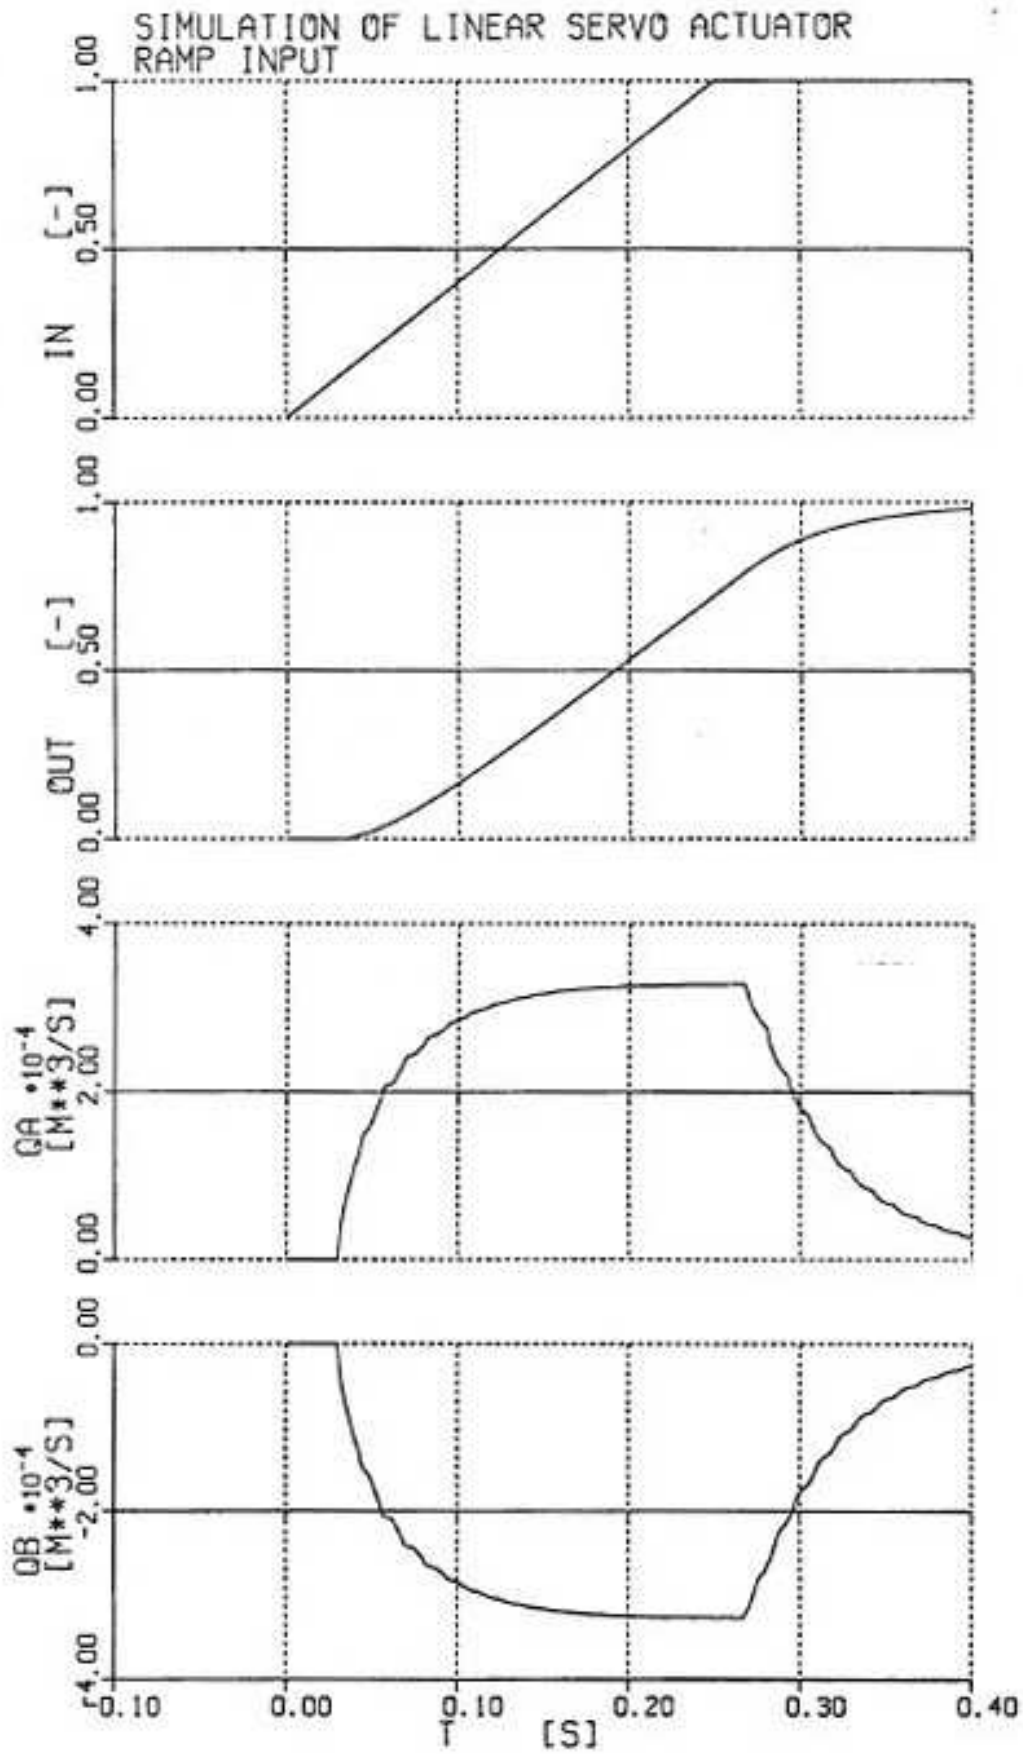 SIMULATION OF LINEAR SERVO ACTUATOR
RAMP INPUT
1.00
0.50
0.00
IN [-]
1.00
0.50
0.00
OUT [-]
4.00
2.00
0.00
QA *10-4
[M**3/S]
0.00
-2.00
-4.00
QB *10-4
[M**3/S]
-0.10 0.00 0.10 0.20 0.30 0.40
T [S]